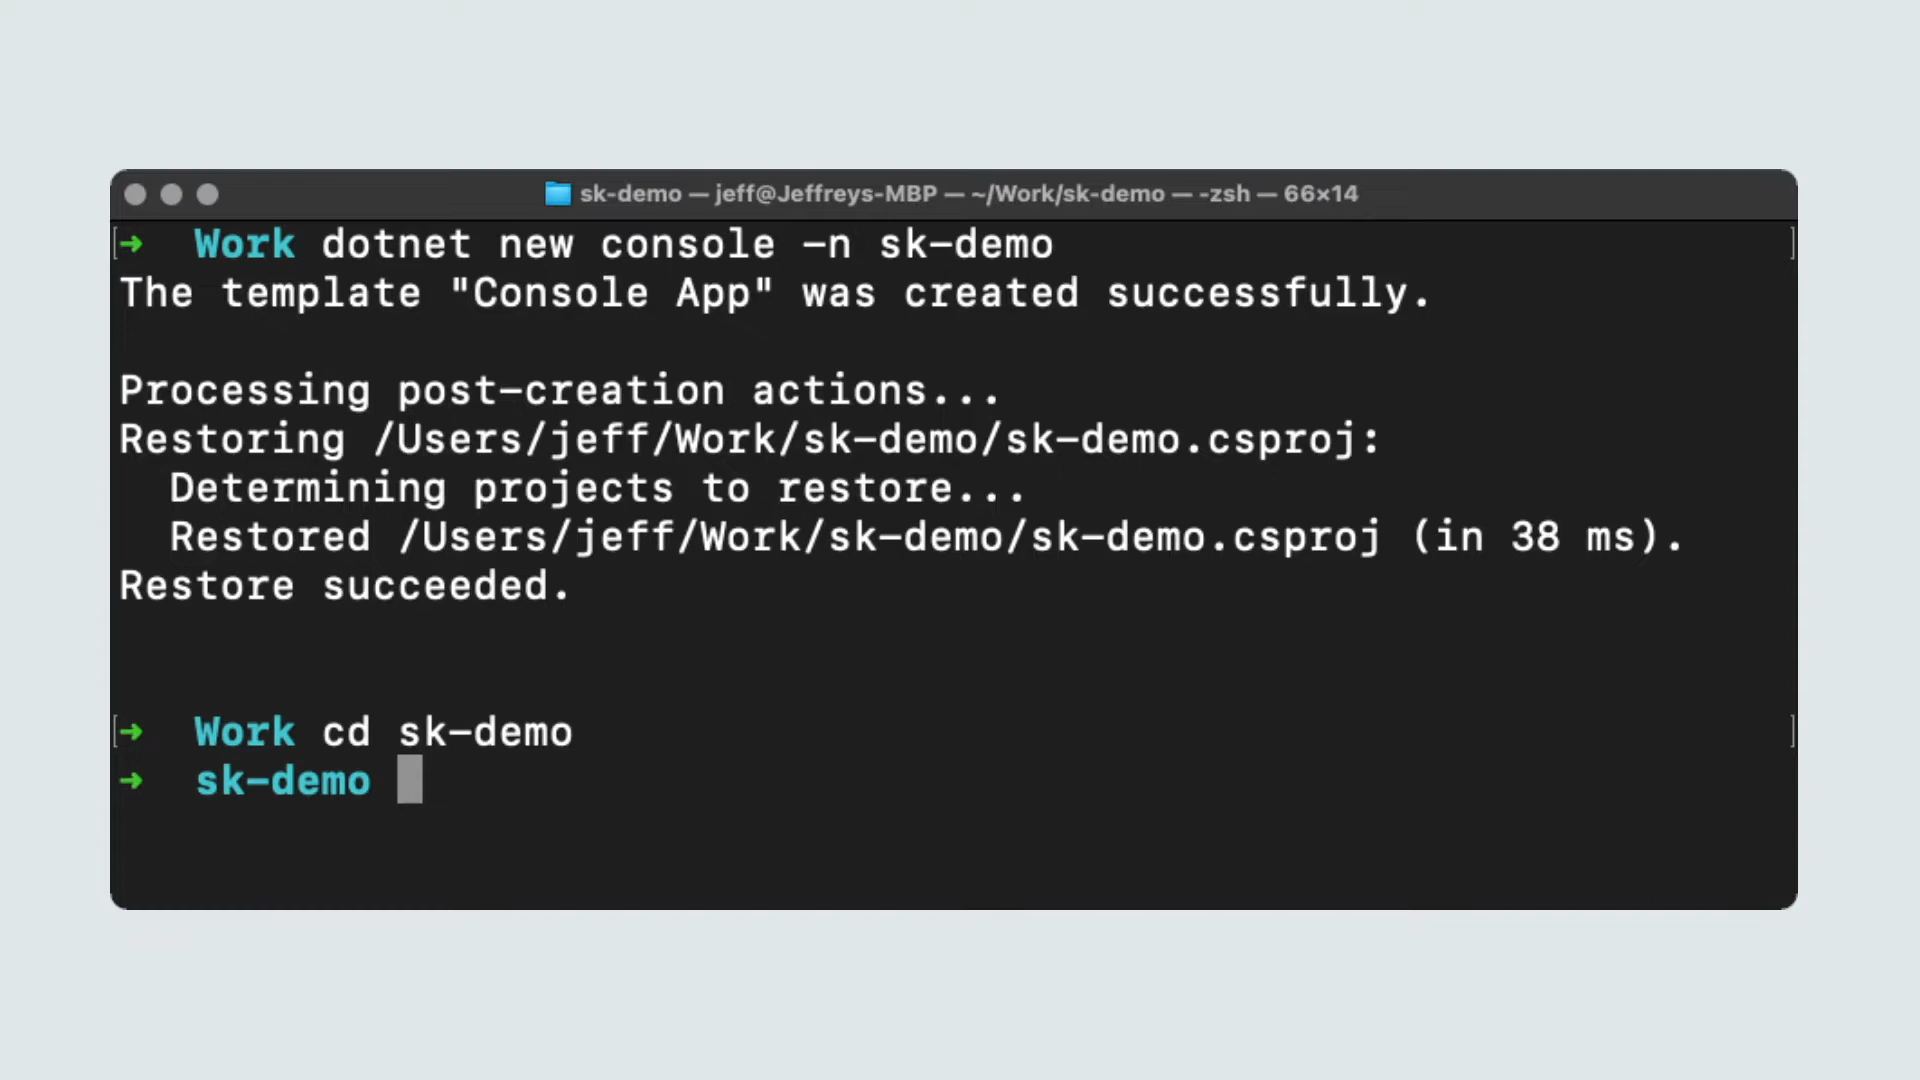 sk-demo — jeff@Jeffreys-MBP — ~/Work/sk-demo — -zsh — 66×14
[➜  Work dotnet new console -n sk-demo ]
The template "Console App" was created successfully.
Processing post-creation actions...
Restoring /Users/jeff/Work/sk-demo/sk-demo.csproj:
Determining projects to restore...
Restored /Users/jeff/Work/sk-demo/sk-demo.csproj (in 38 ms).
Restore succeeded.
[➜  Work cd sk-demo ]
➜  sk-demo